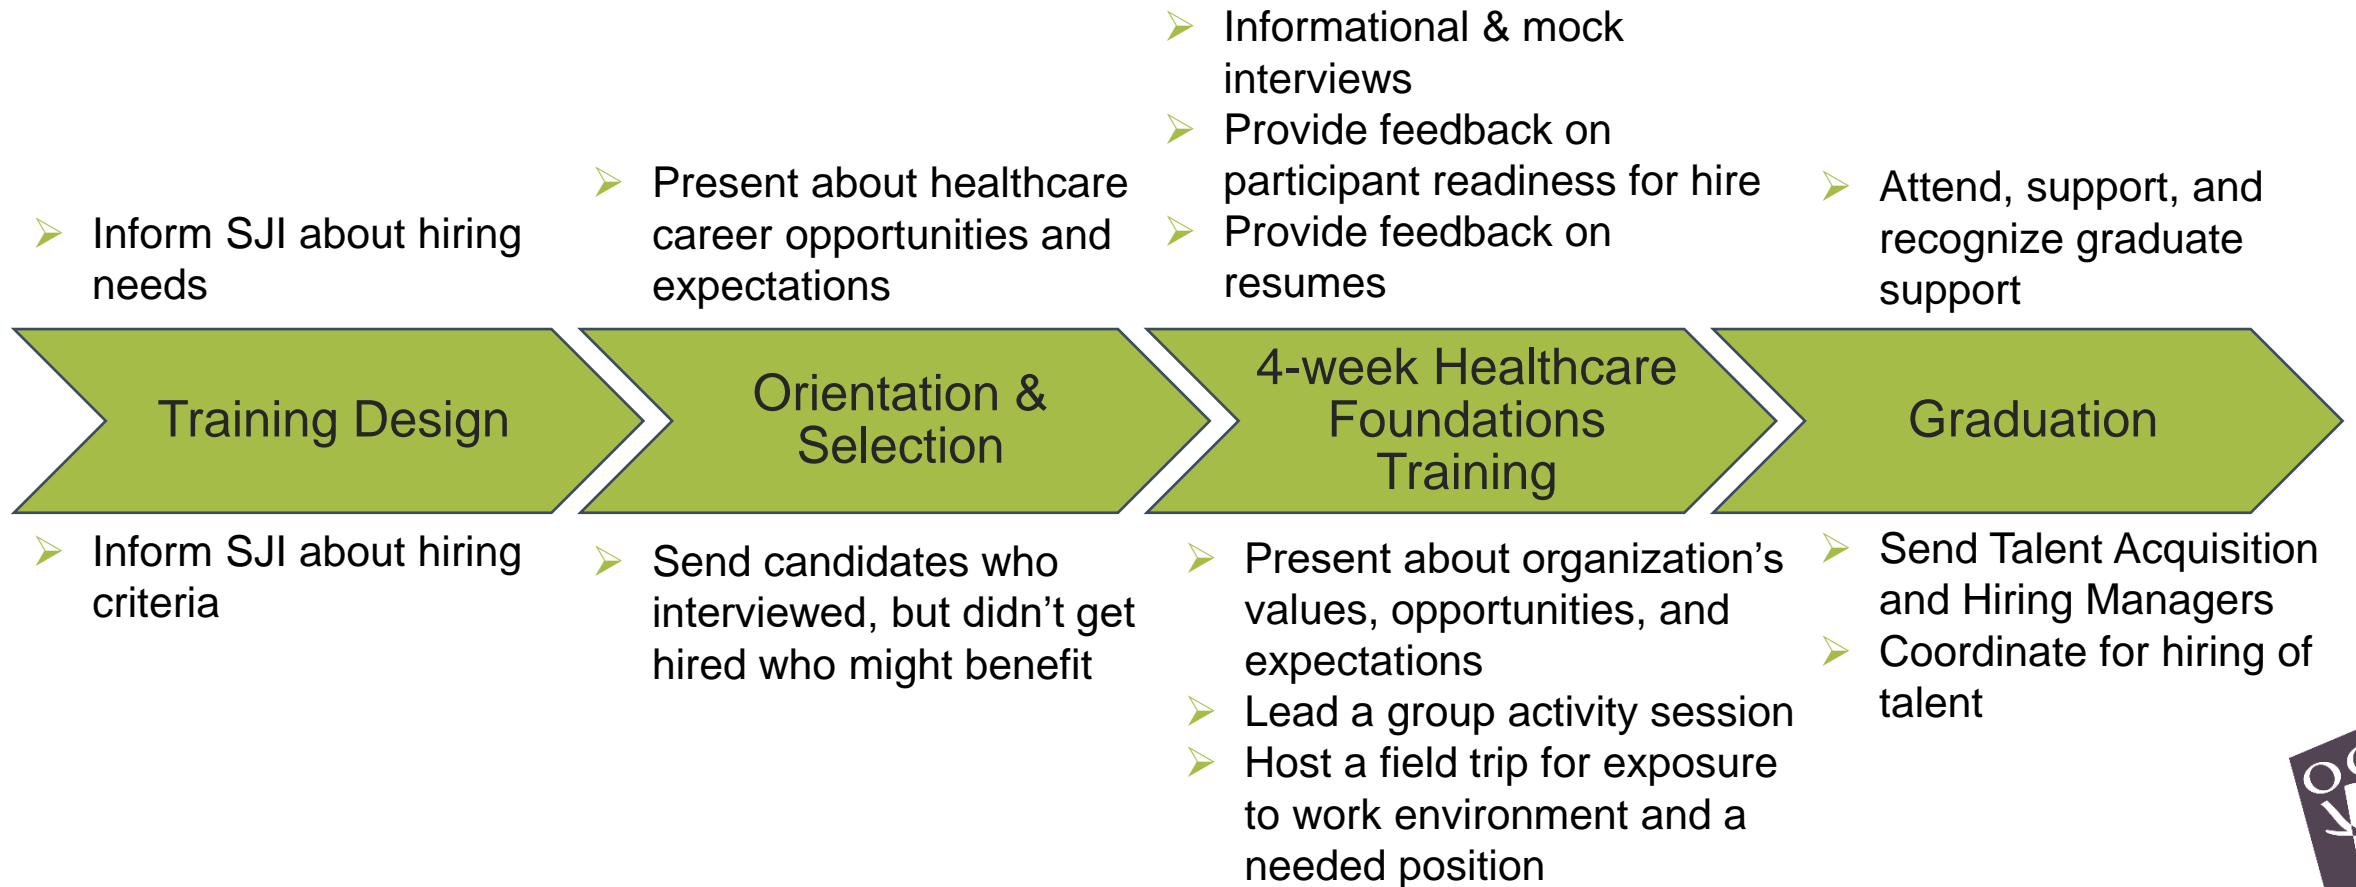 ➢ Inform SJI about hiring
needs
➢ Present about healthcare
career opportunities and
expectations
➢ Informational & mock
interviews
➢ Provide feedback on
participant readiness for hire
➢ Provide feedback on
resumes
➢ Attend, support, and
recognize graduate
support
Training Design
Orientation &
Selection
4-week Healthcare
Foundations
Training
Graduation
➢ Inform SJI about hiring
criteria
➢ Send candidates who
interviewed, but didn’t get
hired who might benefit
➢ Present about organization’s
values, opportunities, and
expectations
➢ Lead a group activity session
➢ Host a field trip for exposure
to work environment and a
needed position
➢ Send Talent Acquisition
and Hiring Managers
➢ Coordinate for hiring of
talent